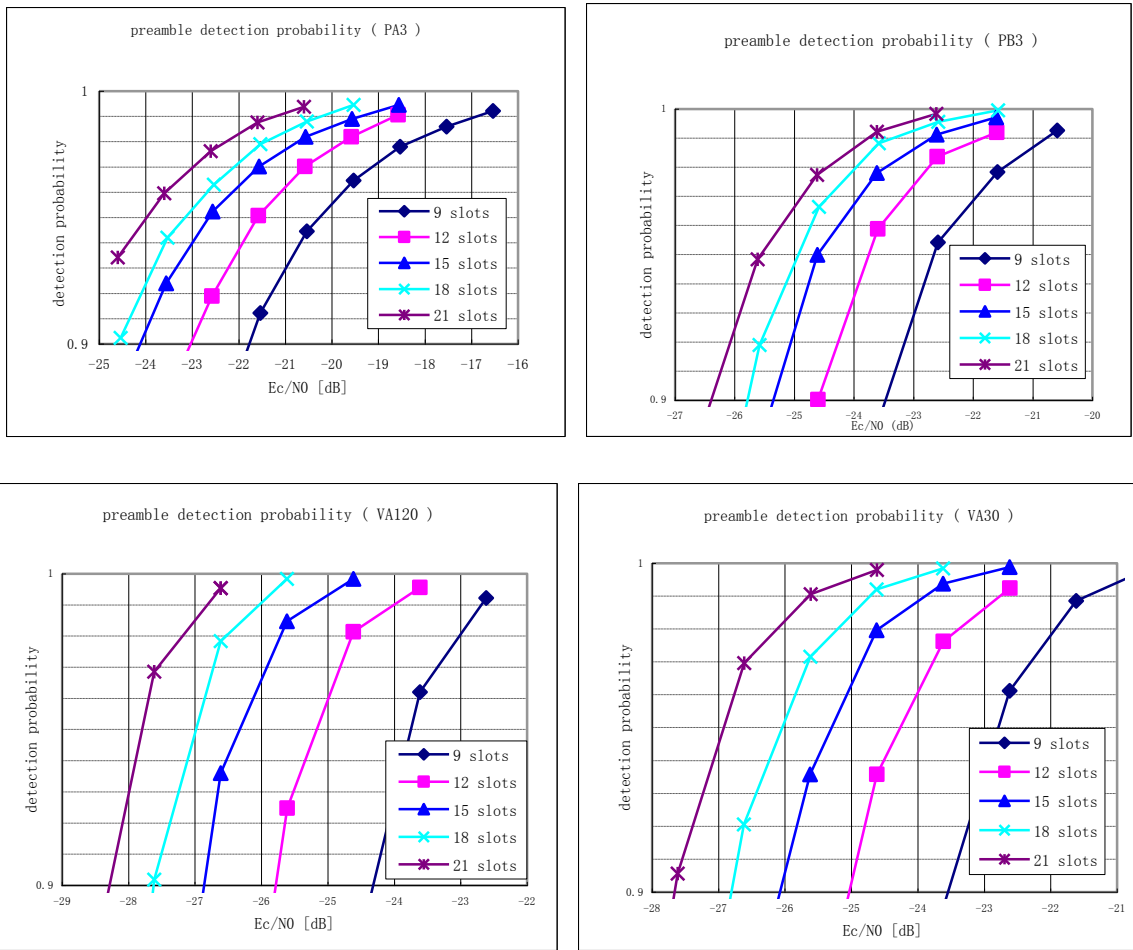 preamble detection probability ( PA3 )
1
0.9
detection probability
-25 -24 -23 -22 -21 -20 -19 -18 -17 -16
Ec/N0 [dB]
9 slots
12 slots
15 slots
18 slots
21 slots
preamble detection probability ( PB3 )
1
0.9
detection probability
-27 -26 -25 -24 -23 -22 -21 -20
Ec/N0 (dB)
9 slots
12 slots
15 slots
18 slots
21 slots
preamble detection probability ( VA120 )
1
0.9
detection probability
-29 -28 -27 -26 -25 -24 -23 -22
Ec/N0 [dB]
9 slots
12 slots
15 slots
18 slots
21 slots
preamble detection probability ( VA30 )
1
0.9
detection probability
-28 -27 -26 -25 -24 -23 -22 -21
Ec/N0 [dB]
9 slots
12 slots
15 slots
18 slots
21 slots